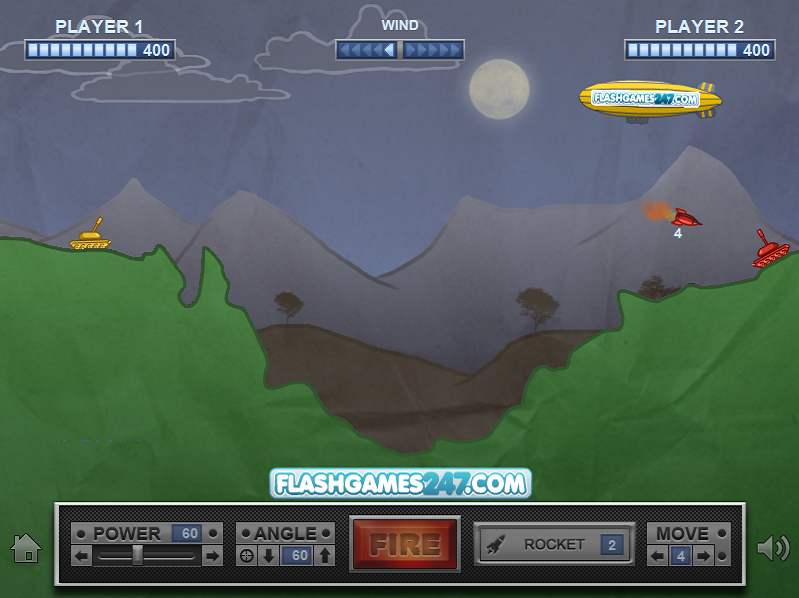 PLAYER 1
400
WIND
PLAYER 2
400
FLASHGAMES247.COM
4
FLASHGAMES247.COM
POWER 60
ANGLE
60
FIRE
ROCKET 2
MOVE
4